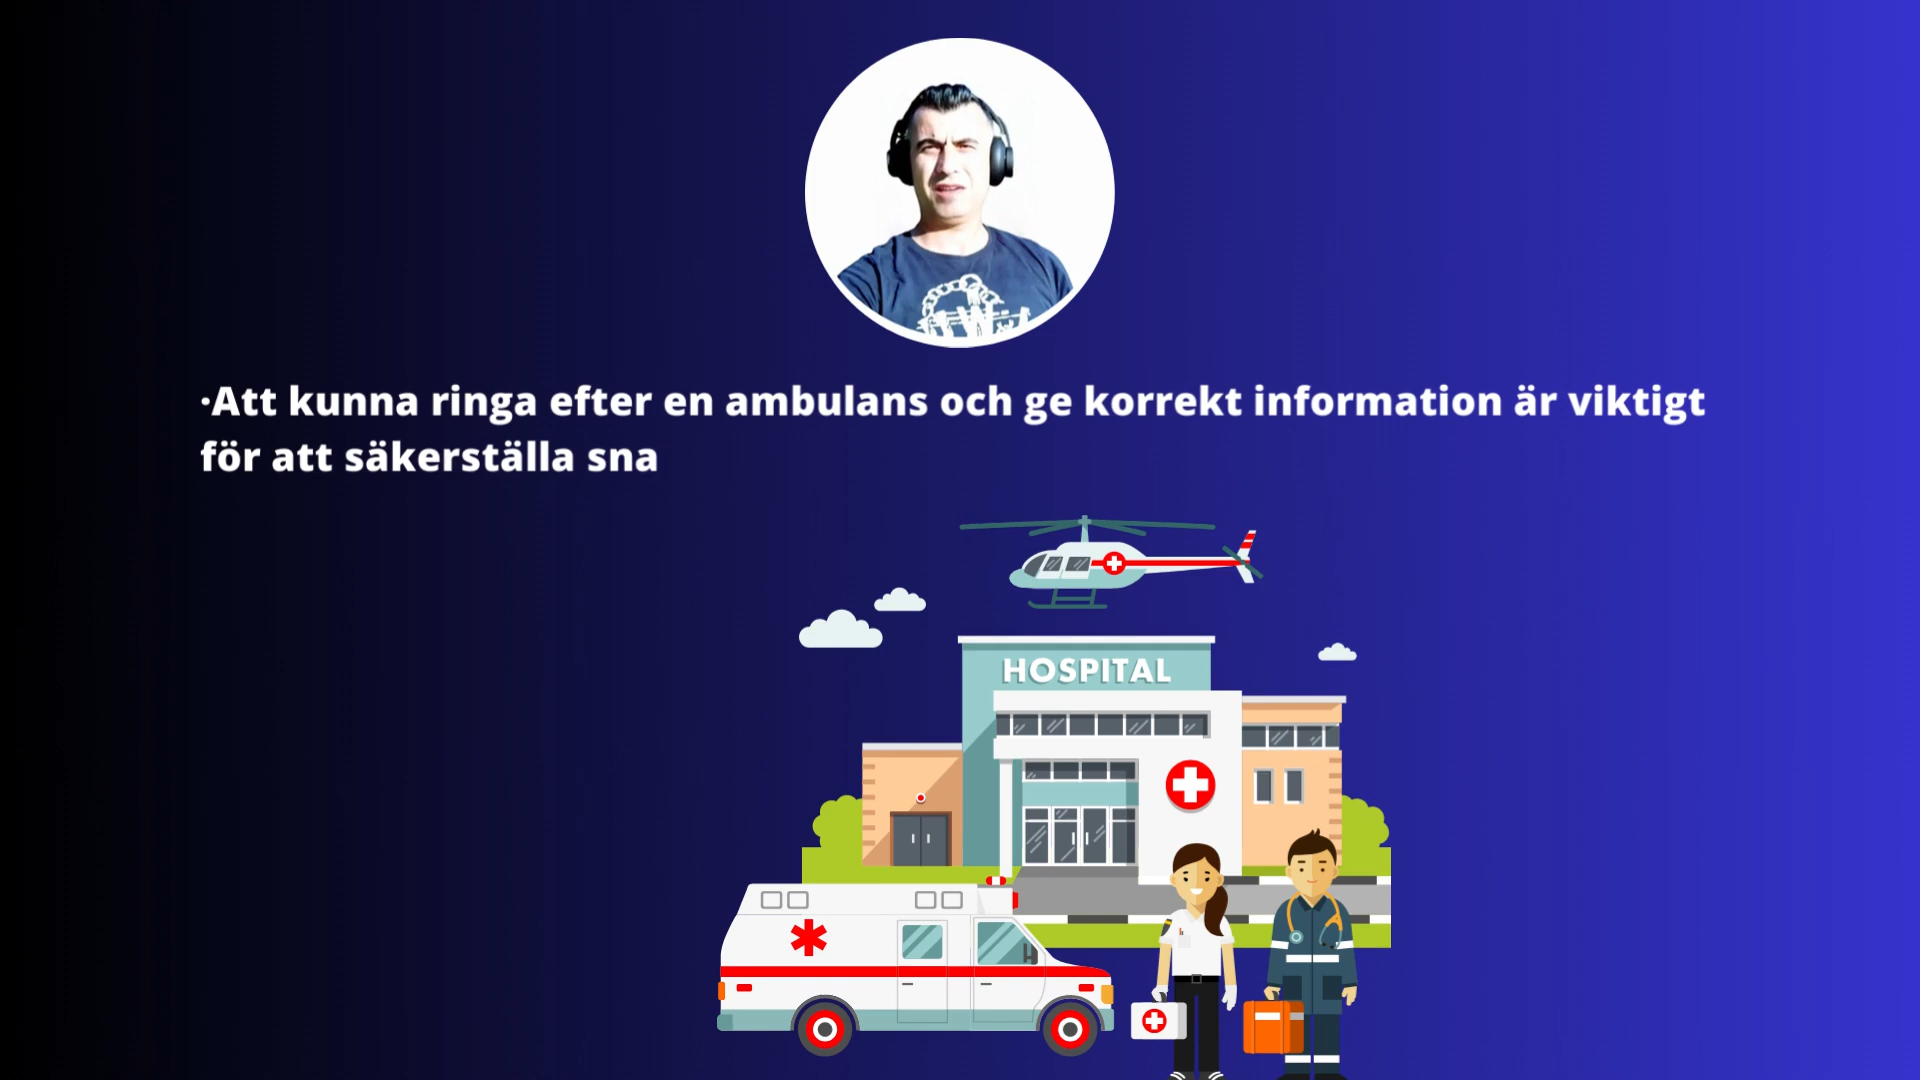 ·Att kunna ringa efter en ambulans och ge korrekt information är viktigt
för att säkerställa sna
HOSPITAL